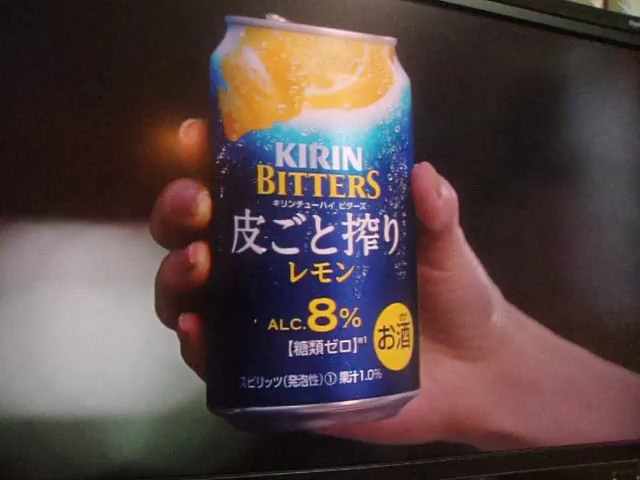 KIRIN
BITTERS
キリンチューハイ ビターズ
皮ごと搾り
レモン
ALC.8%
【糖類ゼロ】※1
お酒
スピリッツ(発泡性)① 果汁1.0%